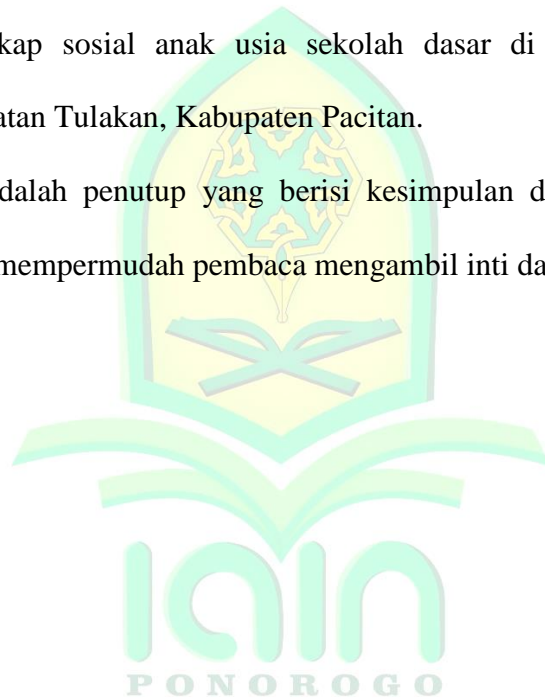 kap sosial anak usia sekolah dasar di
atan Tulakan, Kabupaten Pacitan.
dalah penutup yang berisi kesimpulan d
mempermudah pembaca mengambil inti da
IAIN
PONOROGO